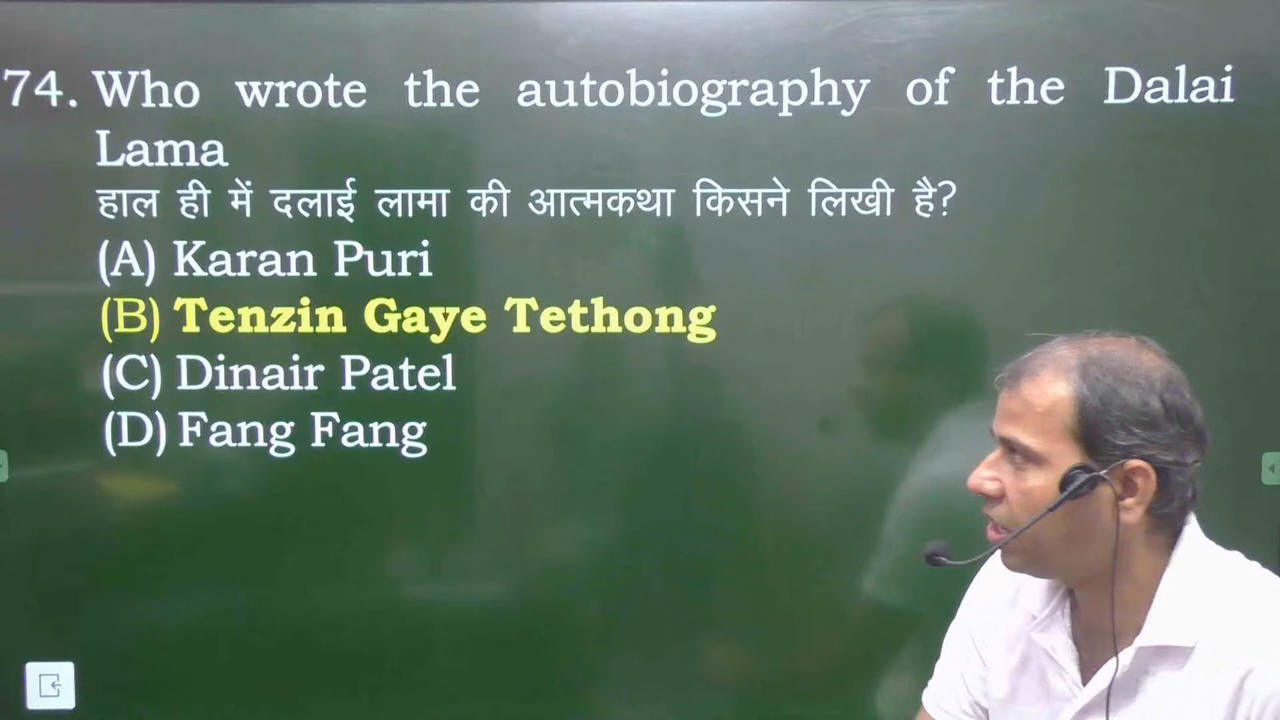 74. Who wrote the autobiography of the Dalai
Lama
हाल ही में दलाई लामा की आत्मकथा किसने लिखी है?
(A) Karan Puri
(B) Tenzin Gaye Tethong
(C) Dinair Patel
(D) Fang Fang